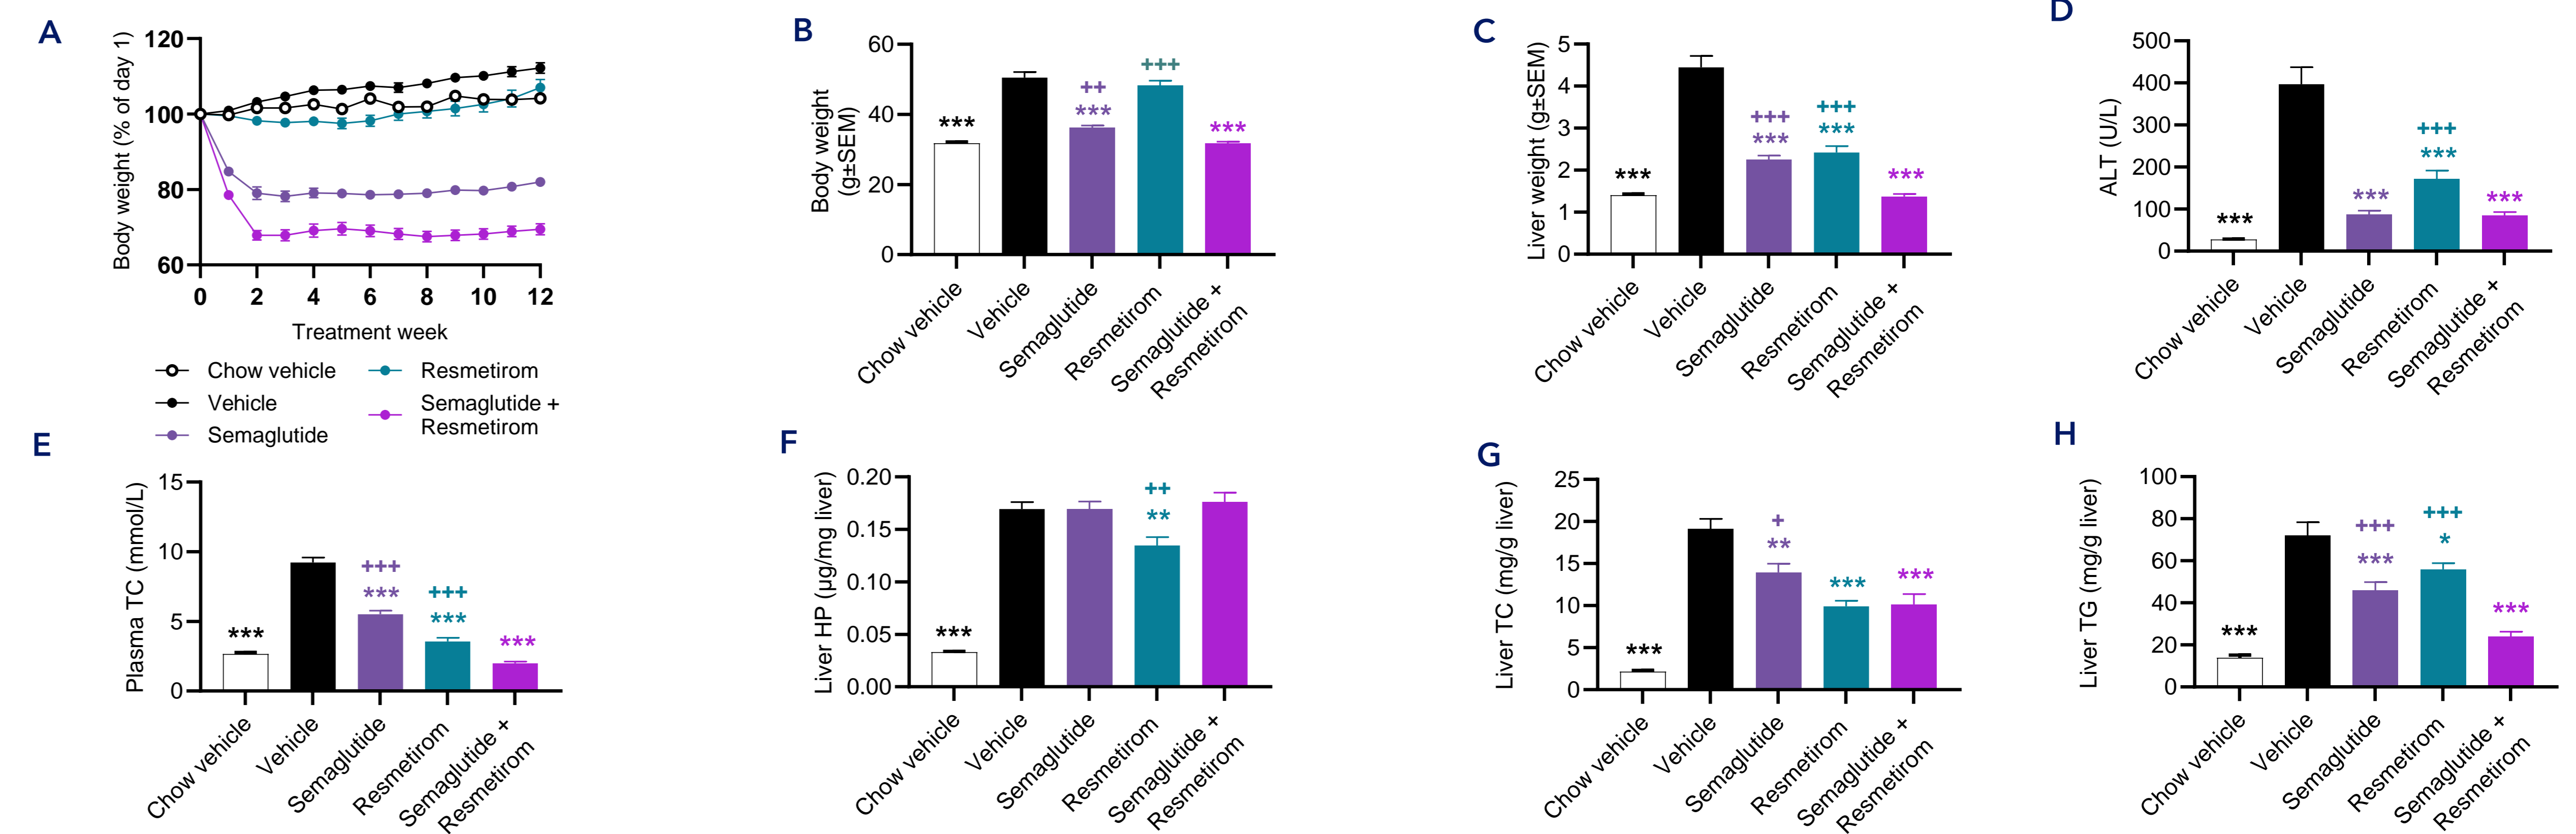 A
Body weight (% of day 1)
120
100
80
60
0 2 4 6 8 10 12
Treatment week
Chow vehicle
Vehicle
Semaglutide
Resmetirom
Semaglutide +
Resmetirom
B
Body weight
(g±SEM)
60
40
20
0
***
++
***
+++
***
Chow vehicle
Vehicle
Semaglutide
Resmetirom
Semaglutide +
Resmetirom
C
Liver weight (g±SEM)
5
4
3
2
1
0
***
+++
***
+++
***
***
Chow vehicle
Vehicle
Semaglutide
Resmetirom
Semaglutide +
Resmetirom
D
ALT (U/L)
500
400
300
200
100
0
***
***
+++
***
***
Chow vehicle
Vehicle
Semaglutide
Resmetirom
Semaglutide +
Resmetirom
E
Plasma TC (mmol/L)
15
10
5
0
***
+++
***
+++
***
***
Chow vehicle
Vehicle
Semaglutide
Resmetirom
Semaglutide +
Resmetirom
F
Liver HP (µg/mg liver)
0.20
0.15
0.10
0.05
0.00
***
++
**
Chow vehicle
Vehicle
Semaglutide
Resmetirom
Semaglutide +
Resmetirom
G
Liver TC (mg/g liver)
25
20
15
10
5
0
***
+
**
***
***
Chow vehicle
Vehicle
Semaglutide
Resmetirom
Semaglutide +
Resmetirom
H
Liver TG (mg/g liver)
100
80
60
40
20
0
***
+++
***
+++
*
***
Chow vehicle
Vehicle
Semaglutide
Resmetirom
Semaglutide +
Resmetirom